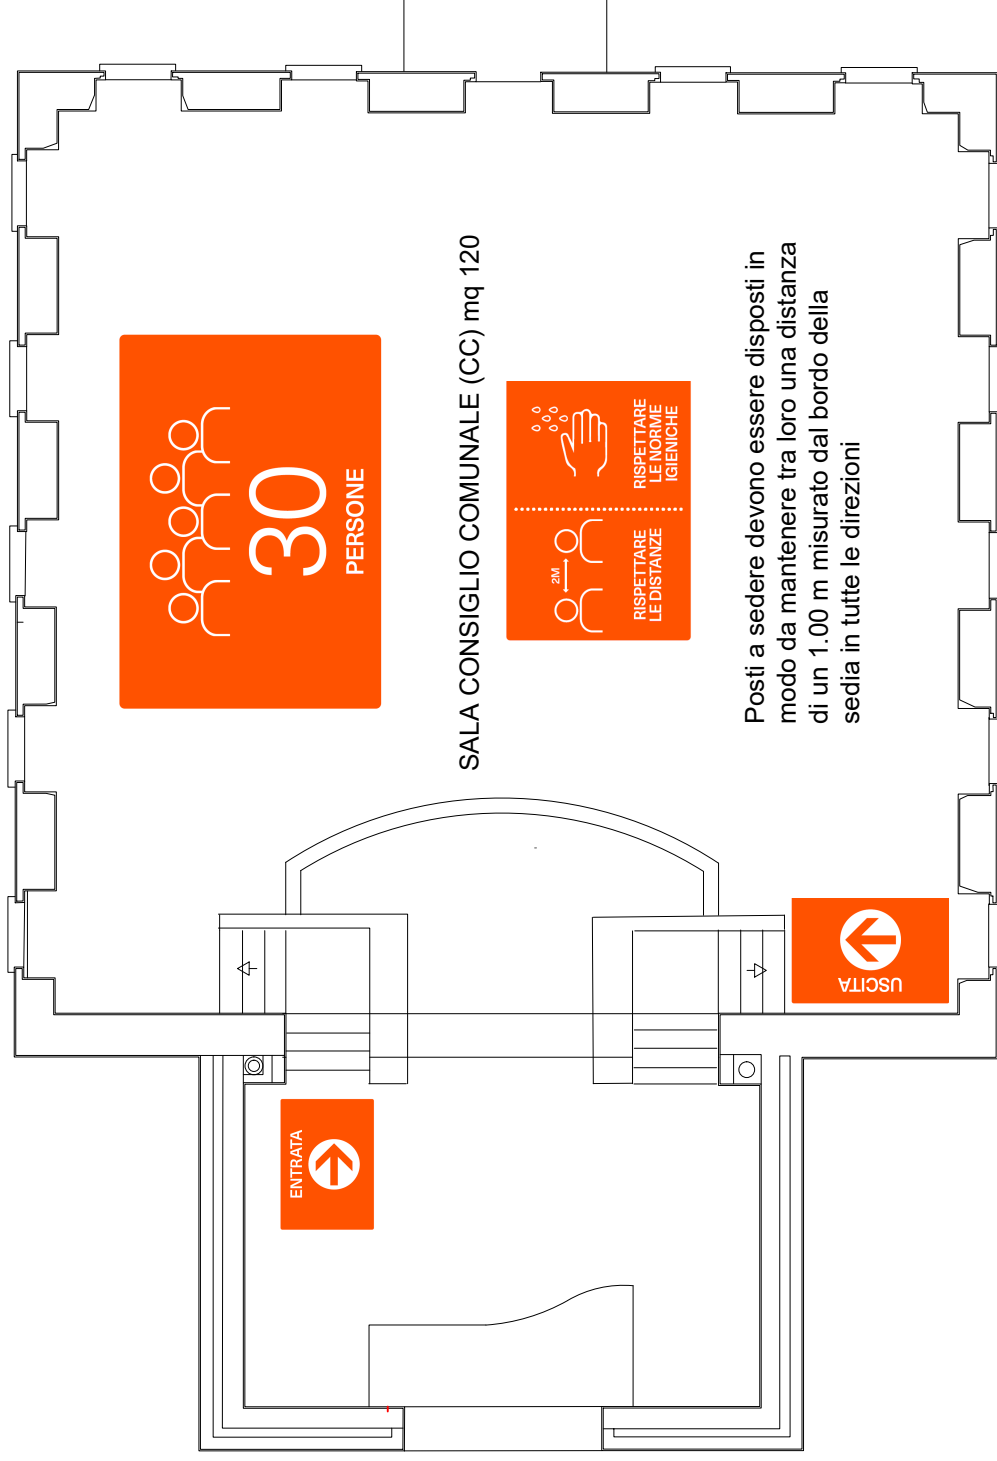 30
PERSONE
SALA CONSIGLIO COMUNALE (CC) mq 120
2M
RISPETTARE
LE DISTANZE
RISPETTARE
LE NORME
IGIENICHE
Posti a sedere devono essere disposti in
modo da mantenere tra loro una distanza
di un 1.00 m misurato dal bordo della
sedia in tutte le direzioni
ENTRATA
USCITA